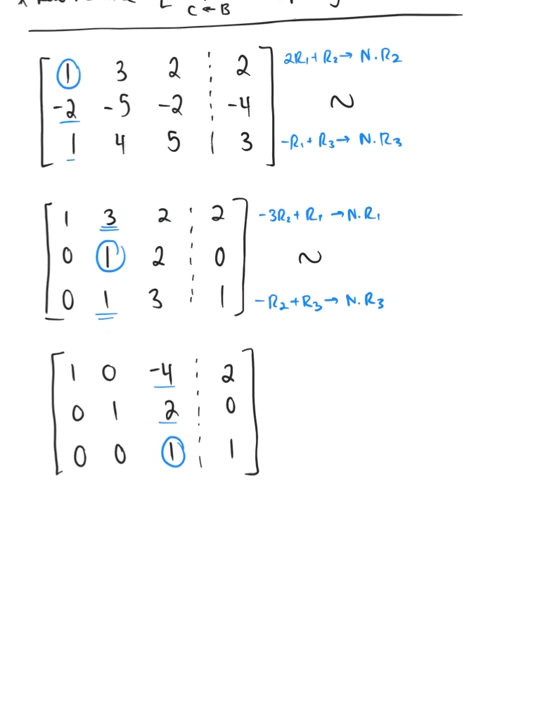 C ← B
1 3 2 | 2 2R₁ + R₂ → N.R₂
-2 -5 -2 | -4 ~
1 4 5 | 3 -R₁ + R₃ → N.R₃
1 3 2 | 2 -3R₂ + R₁ → N.R₁
0 1 2 | 0 ~
0 1 3 | 1 -R₂ + R₃ → N.R₃
1 0 -4 | 2
0 1 2 | 0
0 0 1 | 1